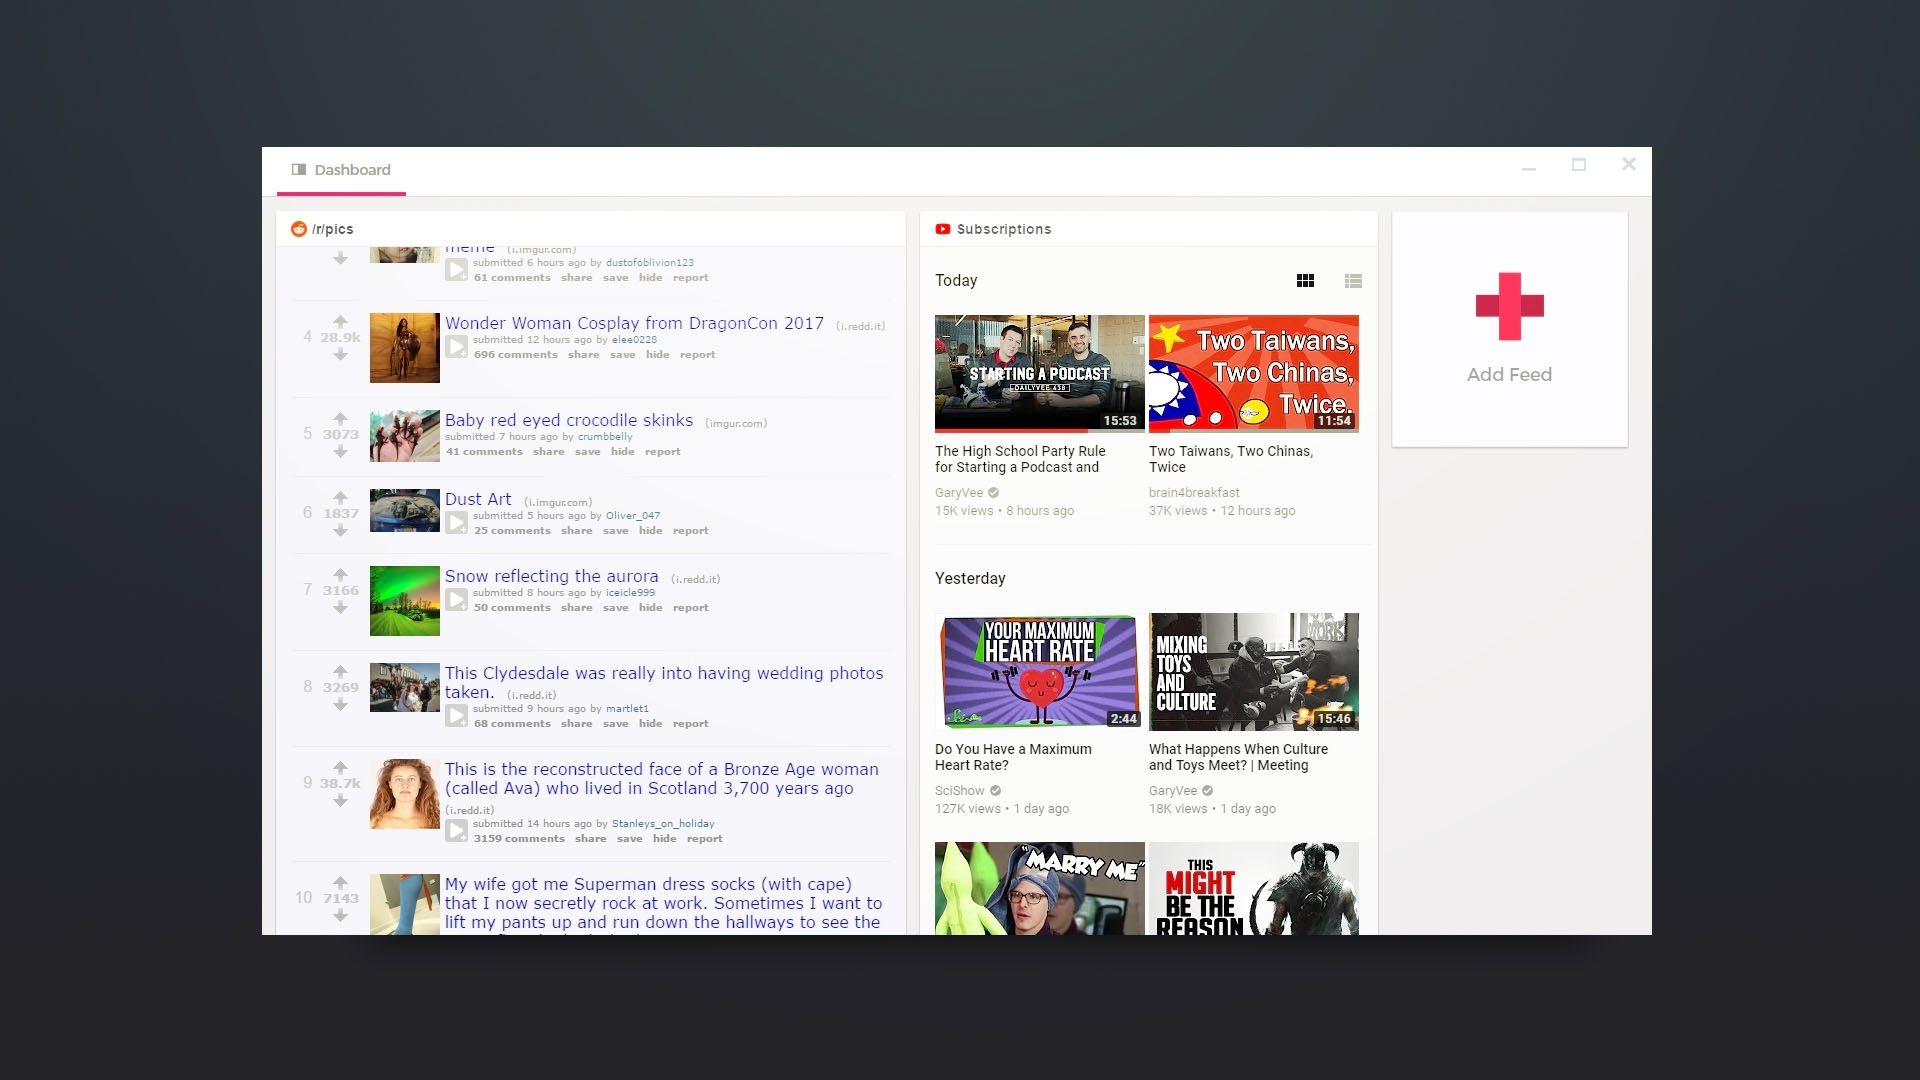 Dashboard
/r/pics
meme (i.imgur.com)
submitted 6 hours ago by dustofoblivion123
61 comments share save hide report
4 28.9k
Wonder Woman Cosplay from DragonCon 2017 (i.redd.it)
submitted 12 hours ago by elee0228
696 comments share save hide report
5 3073
Baby red eyed crocodile skinks (imgur.com)
submitted 7 hours ago by crumbbelly
41 comments share save hide report
6 1837
Dust Art (i.imgur.com)
submitted 5 hours ago by Oliver_047
25 comments share save hide report
7 3166
Snow reflecting the aurora (i.redd.it)
submitted 8 hours ago by iceicle999
50 comments share save hide report
8 3269
This Clydesdale was really into having wedding photos
taken. (i.redd.it)
submitted 9 hours ago by martlet1
68 comments share save hide report
9 38.7k
This is the reconstructed face of a Bronze Age woman
(called Ava) who lived in Scotland 3,700 years ago
(i.redd.it)
submitted 14 hours ago by Stanleys_on_holiday
3159 comments share save hide report
10 7143
My wife got me Superman dress socks (with cape)
that I now secretly rock at work. Sometimes I want to
lift my pants up and run down the hallways to see the
Subscriptions
Today
STARTING A PODCAST
DAILYVEE 438
15:53
The High School Party Rule
for Starting a Podcast and
GaryVee
15K views • 8 hours ago
Two Taiwans,
Two Chinas,
Twice.
11:54
Two Taiwans, Two Chinas,
Twice
brain4breakfast
37K views • 12 hours ago
Yesterday
YOUR MAXIMUM
HEART RATE
2:44
Do You Have a Maximum
Heart Rate?
SciShow
127K views • 1 day ago
MIXING
TOYS
AND
CULTURE
WORK
15:46
What Happens When Culture
and Toys Meet? | Meeting
GaryVee
18K views • 1 day ago
"MARRY ME"
THIS
MIGHT
BE THE
REASON
Add Feed